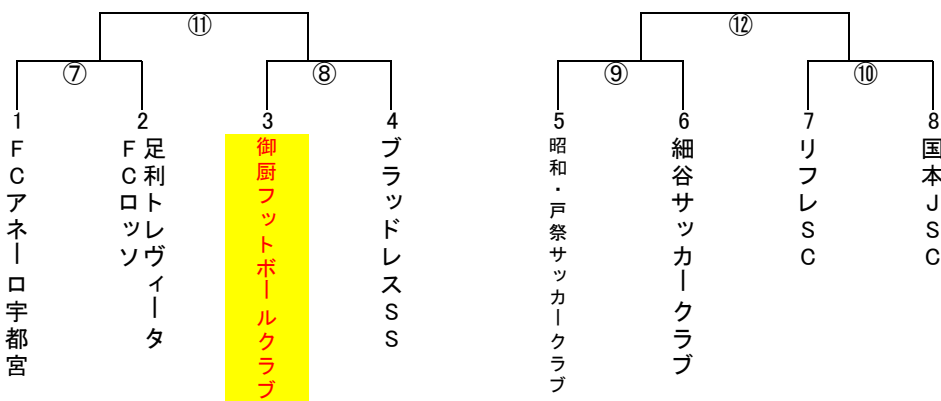 ⑪
⑫
⑦
⑧
⑨
⑩
1
2
3
4
5
6
7
8
FCアネーロ宇都宮
足利トレヴィータ
FCロッソ
御厨フットボールクラブ
ブラッドレスSS
昭和・戸祭サッカークラブ
細谷サッカークラブ
リフレSC
国本JSC